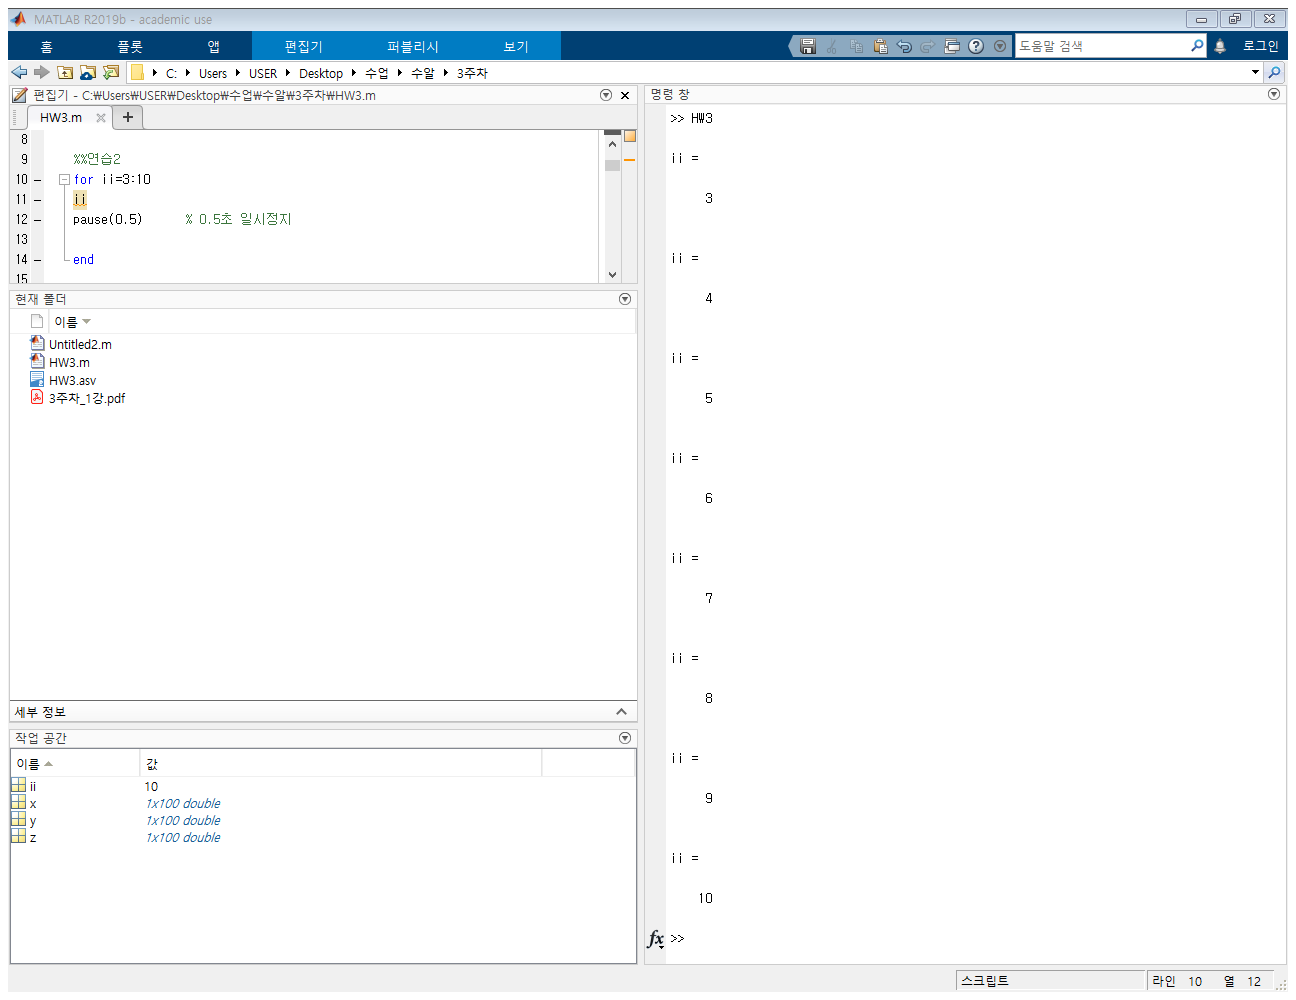 MATLAB R2019b - academic use
홈 플롯 앱 편집기 퍼블리시 보기 도움말 검색 로그인
C: Users USER Desktop 수업 수알 3주차
편집기 - C:₩Users₩USER₩Desktop₩수업₩수알₩3주차₩HW3.m
HW3.m
8
9 %%연습2
10 – for ii=3:10
11 – ii
12 – pause(0.5) % 0.5초 일시정지
13
14 – end
15
현재 폴더
이름
Untitled2.m
HW3.m
HW3.asv
3주차_1강.pdf
세부 정보
작업 공간
이름 값
ii 10
x 1x100 double
y 1x100 double
z 1x100 double
명령 창
>> HW3
ii =
3
ii =
4
ii =
5
ii =
6
ii =
7
ii =
8
ii =
9
ii =
10
fx >>
스크립트 라인 10 열 12